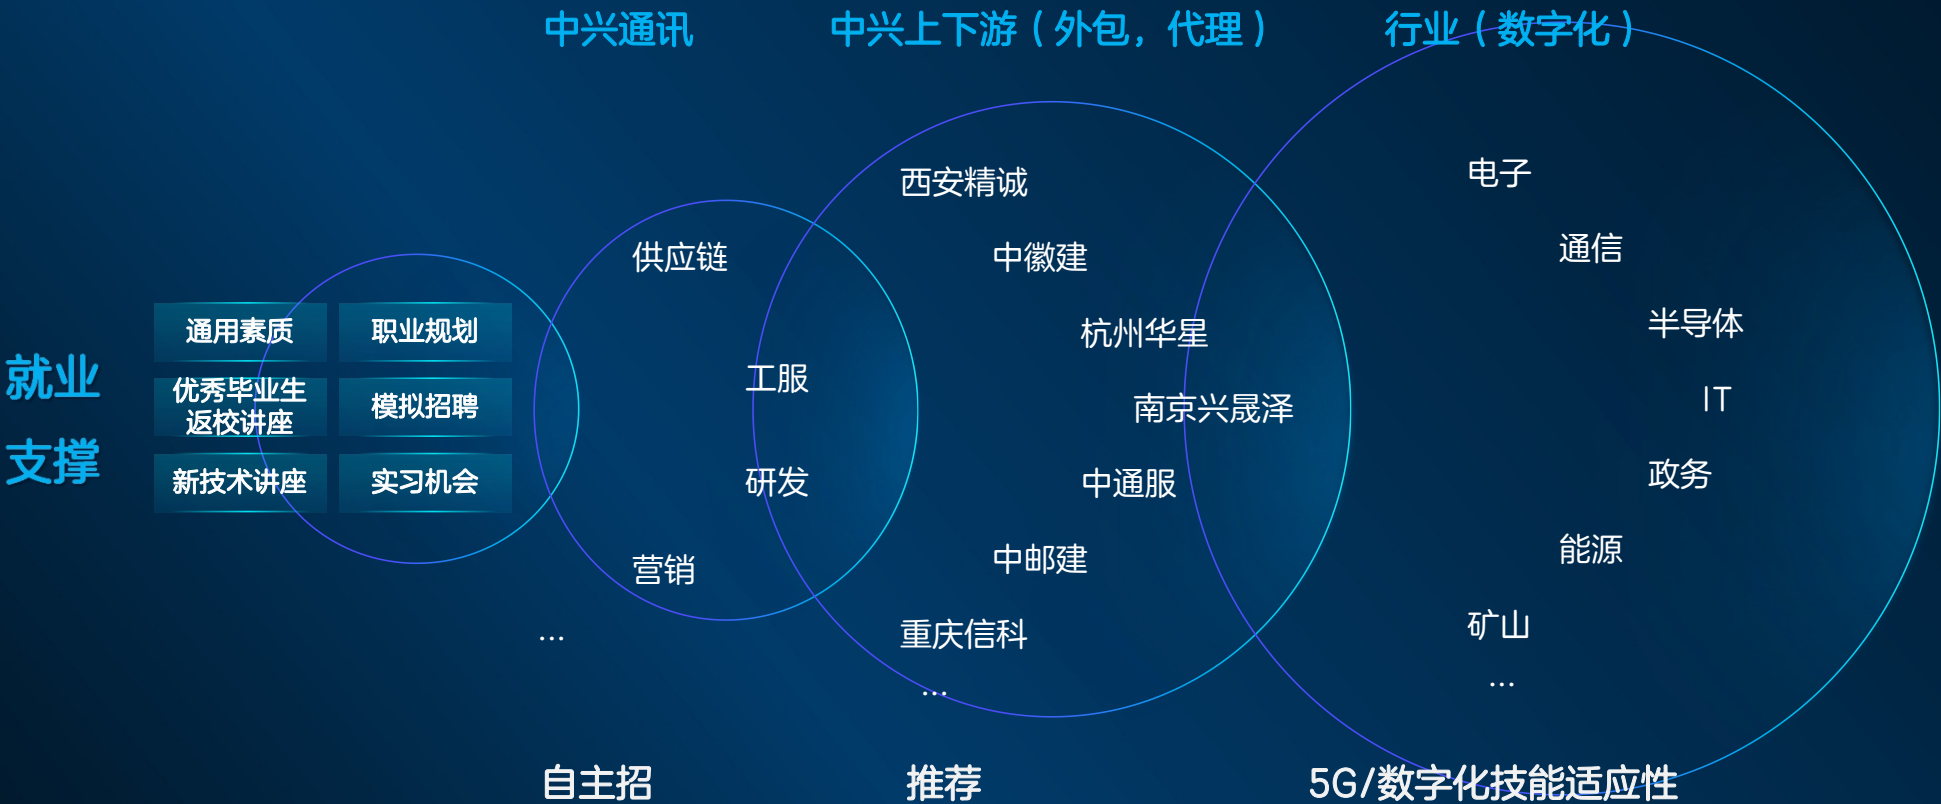 中兴通讯
中兴上下游（外包，代理）
行业（数字化）
就业
支撑
通用素质
职业规划
优秀毕业生
返校讲座
模拟招聘
新技术讲座
实习机会
供应链
工服
研发
营销
...
西安精诚
中徽建
杭州华星
南京兴晟泽
中通服
中邮建
重庆信科
...
电子
通信
半导体
IT
政务
能源
矿山
...
自主招
推荐
5G/数字化技能适应性